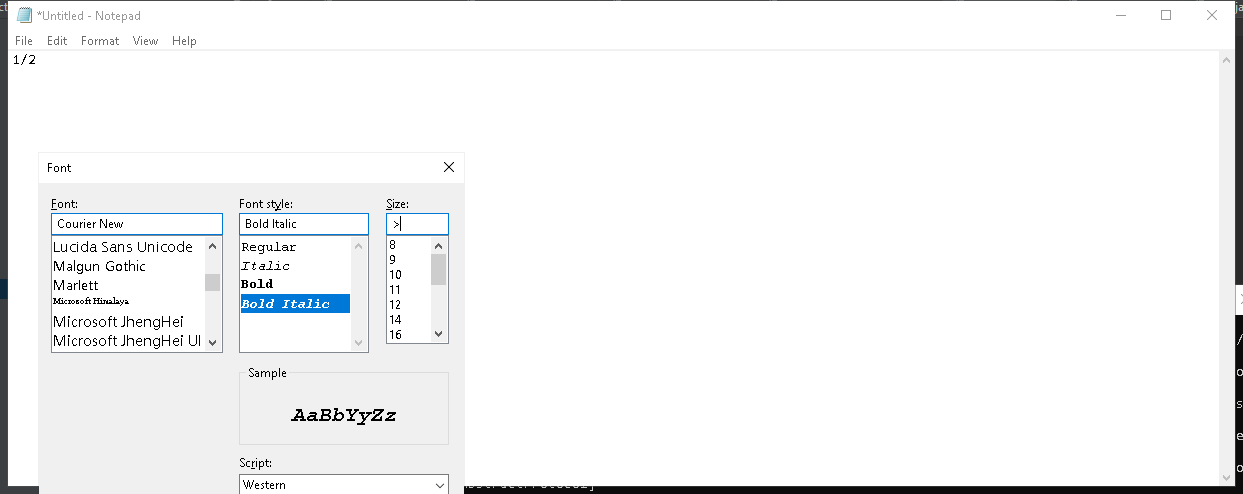 *Untitled - Notepad
File Edit Format View Help
1/2
Font
Font: Font style: Size:
Courier New Bold Italic >
Lucida Sans Unicode
Malgun Gothic
Marlett
Microsoft Himalaya
Microsoft JhengHei
Microsoft JhengHei UI
Regular
Italic
Bold
Bold Italic
8
9
10
11
12
14
16
Sample
AaBbYyZz
Script:
Western